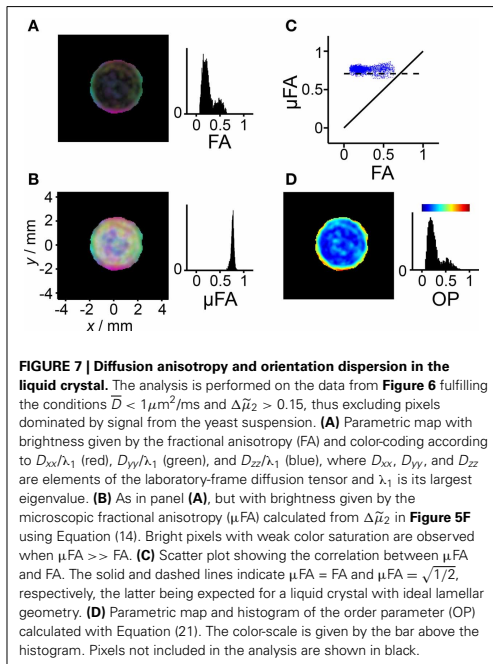 A
0
0 0.5 1
FA
C
μFA
1
0.5
0
0 0.5 1
FA
B
y / mm
4
2
0
-2
-4
-4 -2 0 2 4
x / mm
0
0 0.5 1
μFA
D
0
0 0.5 1
OP
FIGURE 7 | Diffusion anisotropy and orientation dispersion in the
liquid crystal. The analysis is performed on the data from Figure 6 fulfilling
the conditions D̅ < 1μm²/ms and Δμ̃₂ > 0.15, thus excluding pixels
dominated by signal from the yeast suspension. (A) Parametric map with
brightness given by the fractional anisotropy (FA) and color-coding according
to Dxx/λ₁ (red), Dyy/λ₁ (green), and Dzz/λ₁ (blue), where Dxx, Dyy, and Dzz
are elements of the laboratory-frame diffusion tensor and λ₁ is its largest
eigenvalue. (B) As in panel (A), but with brightness given by the
microscopic fractional anisotropy (μFA) calculated from Δμ̃₂ in Figure 5F
using Equation (14). Bright pixels with weak color saturation are observed
when μFA >> FA. (C) Scatter plot showing the correlation between μFA
and FA. The solid and dashed lines indicate μFA = FA and μFA = √1/2,
respectively, the latter being expected for a liquid crystal with ideal lamellar
geometry. (D) Parametric map and histogram of the order parameter (OP)
calculated with Equation (21). The color-scale is given by the bar above the
histogram. Pixels not included in the analysis are shown in black.